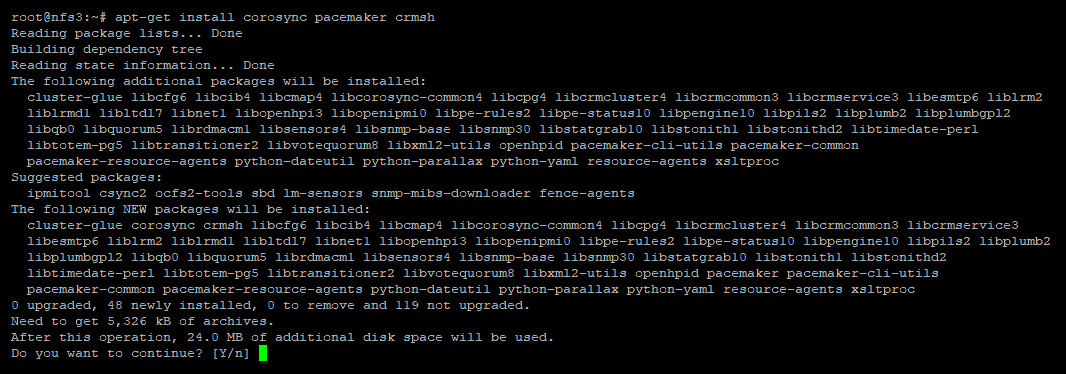 root@nfs3:~# apt-get install corosync pacemaker crmsh
Reading package lists... Done
Building dependency tree
Reading state information... Done
The following additional packages will be installed:
  cluster-glue libcfg6 libcib4 libcmap4 libcorosync-common4 libcpg4 libcrmcluster4 libcrmcommon3 libcrmservice3 libesmtp6 liblrm2
  liblrmd1 libltdl7 libnet1 libopenhpi3 libopenipmi0 libpe-rules2 libpe-status10 libpengine10 libpils2 libplumb2 libplumbgpl2
  libqb0 libquorum5 librdmacm1 libsensors4 libsnmp-base libsnmp30 libstatgrab10 libstonith1 libstonithd2 libtimedate-perl
  libtotem-pg5 libtransitioner2 libvotequorum8 libxml2-utils openhpid pacemaker-cli-utils pacemaker-common
  pacemaker-resource-agents python-dateutil python-parallax python-yaml resource-agents xsltproc
Suggested packages:
  ipmitool csync2 ocfs2-tools sbd lm-sensors snmp-mibs-downloader fence-agents
The following NEW packages will be installed:
  cluster-glue corosync crmsh libcfg6 libcib4 libcmap4 libcorosync-common4 libcpg4 libcrmcluster4 libcrmcommon3 libcrmservice3
  libesmtp6 liblrm2 liblrmd1 libltdl7 libnet1 libopenhpi3 libopenipmi0 libpe-rules2 libpe-status10 libpengine10 libpils2 libplumb2
  libplumbgpl2 libqb0 libquorum5 librdmacm1 libsensors4 libsnmp-base libsnmp30 libstatgrab10 libstonith1 libstonithd2
  libtimedate-perl libtotem-pg5 libtransitioner2 libvotequorum8 libxml2-utils openhpid pacemaker pacemaker-cli-utils
  pacemaker-common pacemaker-resource-agents python-dateutil python-parallax python-yaml resource-agents xsltproc
0 upgraded, 48 newly installed, 0 to remove and 119 not upgraded.
Need to get 5,326 kB of archives.
After this operation, 24.0 MB of additional disk space will be used.
Do you want to continue? [Y/n]